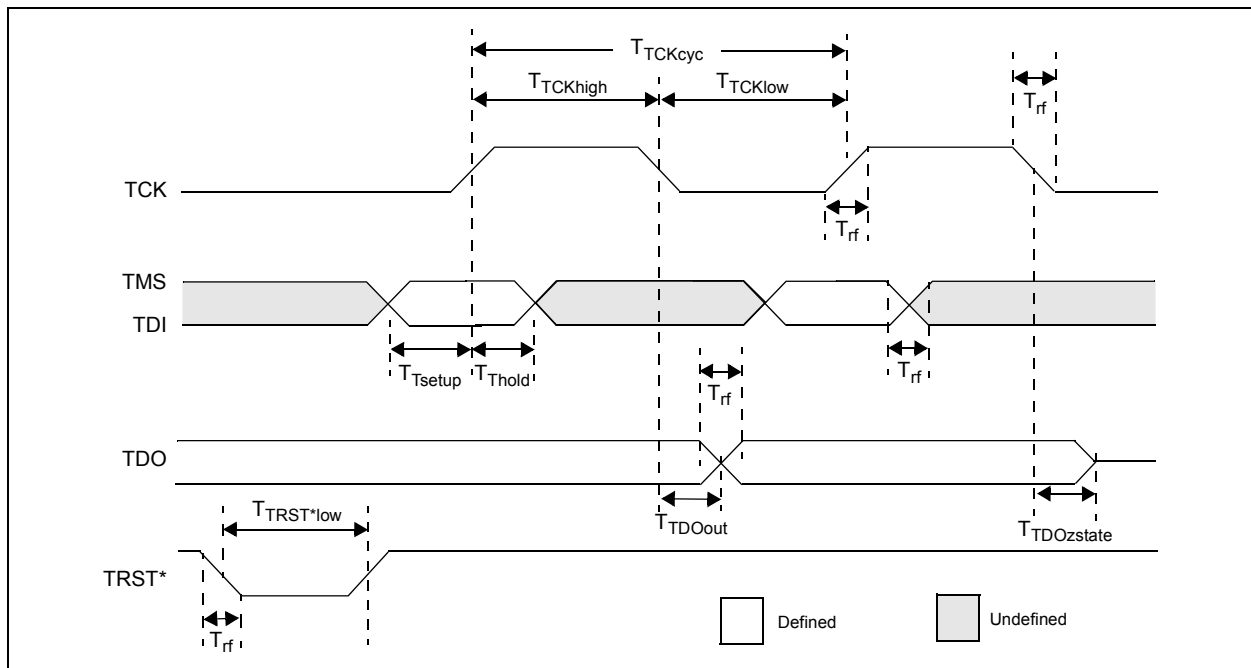 TTCKcyc
TTCKhigh
TTCKlow
Trf
TCK
Trf
TMS
TDI
TTsetup
TThold
Trf
Trf
TDO
TTRST*low
TTDOout
TTDOzstate
TRST*
Trf
Defined
Undefined